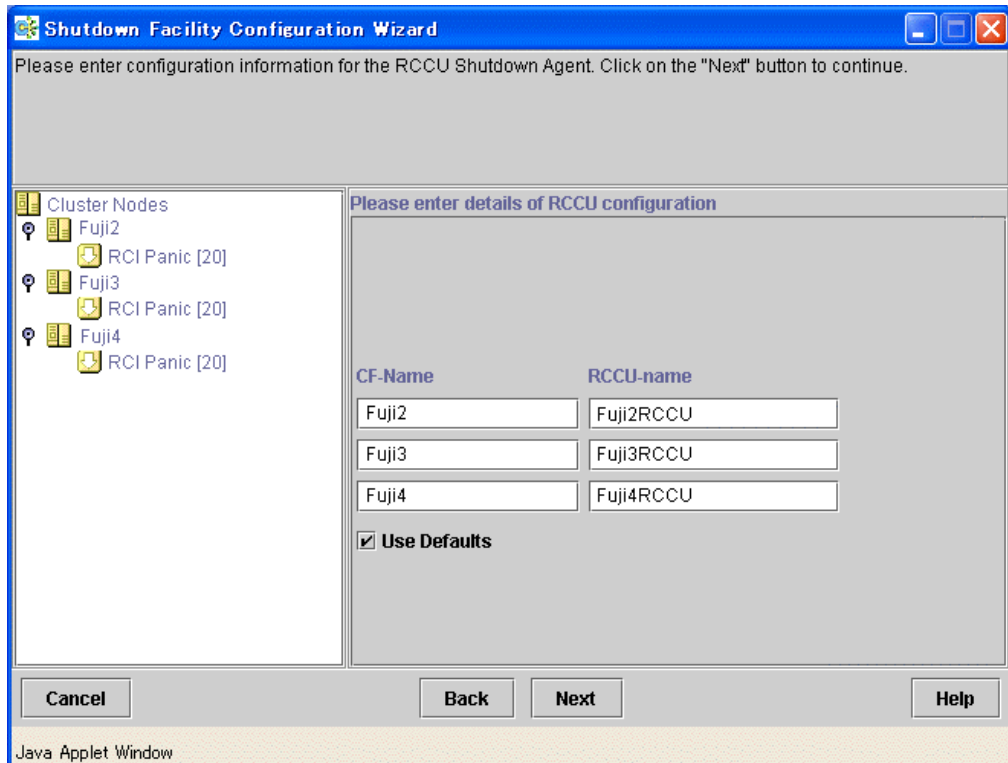 Shutdown Facility Configuration Wizard
Please enter configuration information for the RCCU Shutdown Agent. Click on the "Next" button to continue.
Cluster Nodes
Fuji2
RCI Panic [20]
Fuji3
RCI Panic [20]
Fuji4
RCI Panic [20]
Please enter details of RCCU configuration
CF-Name RCCU-name
Fuji2 Fuji2RCCU
Fuji3 Fuji3RCCU
Fuji4 Fuji4RCCU
Use Defaults
Cancel Back Next Help
Java Applet Window